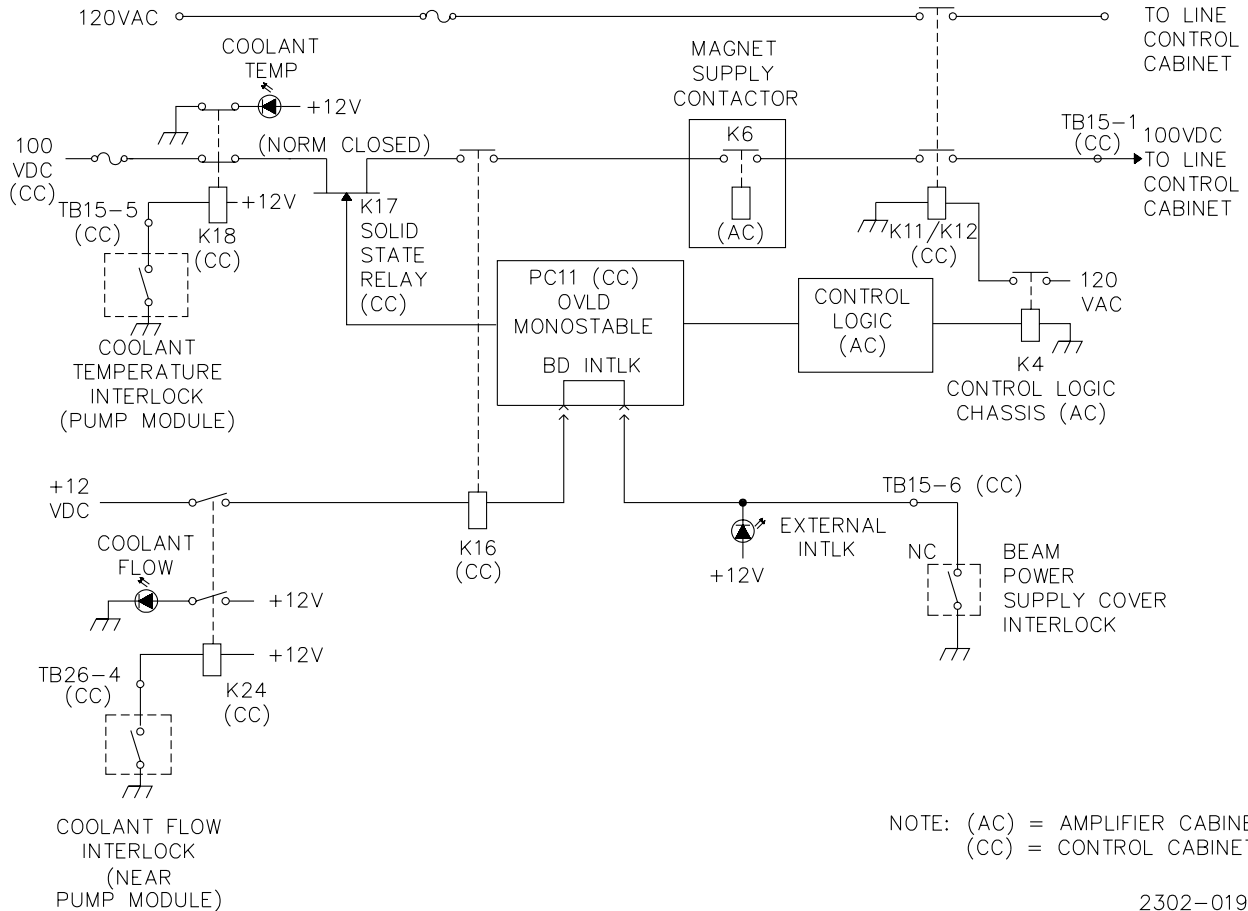 120VAC
TO LINE
CONTROL
CABINET
COOLANT
TEMP
+12V
MAGNET
SUPPLY
CONTACTOR
K6
(AC)
100
VDC
(CC)
(NORM CLOSED)
TB15-1
(CC)
100VDC
TO LINE
CONTROL
CABINET
TB15-5
(CC)
+12V
K18
(CC)
K17
SOLID
STATE
RELAY
(CC)
K11/K12
(CC)
120
VAC
PC11 (CC)
OVLD
MONOSTABLE
BD INTLK
CONTROL
LOGIC
(AC)
K4
CONTROL LOGIC
CHASSIS (AC)
COOLANT
TEMPERATURE
INTERLOCK
(PUMP MODULE)
+12
VDC
K16
(CC)
TB15-6 (CC)
EXTERNAL
INTLK
+12V
NC
BEAM
POWER
SUPPLY COVER
INTERLOCK
COOLANT
FLOW
+12V
+12V
TB26-4
(CC)
K24
(CC)
COOLANT FLOW
INTERLOCK
(NEAR
PUMP MODULE)
NOTE: (AC) = AMPLIFIER CABINE
(CC) = CONTROL CABINET
2302-019